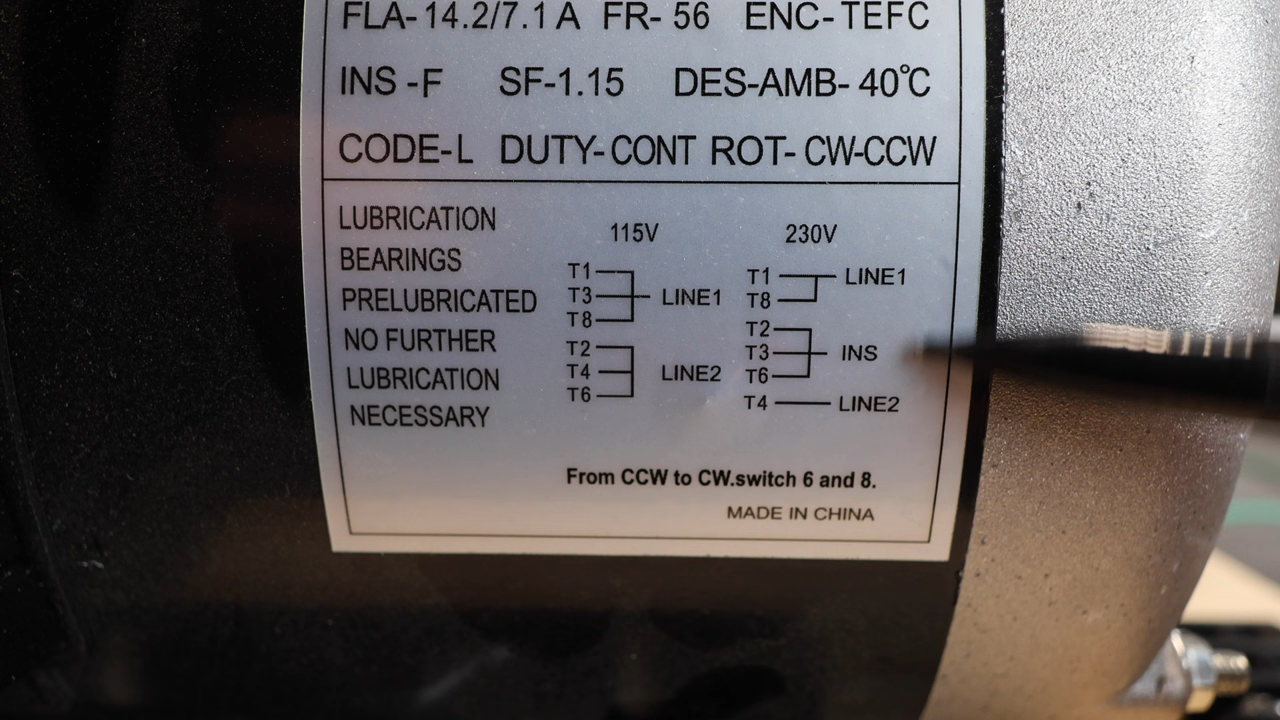 FLA-14.2/7.1 A FR-56 ENC-TEFC
INS -F SF-1.15 DES-AMB-40°C
CODE-L DUTY-CONT ROT-CW-CCW
LUBRICATION
BEARINGS
PRELUBRICATED
NO FURTHER
LUBRICATION
NECESSARY
115V
T1
T3 LINE1
T8
T2
T4 LINE2
T6
230V
T1 LINE1
T8
T2
T3 INS
T6
T4 LINE2
From CCW to CW.switch 6 and 8.
MADE IN CHINA